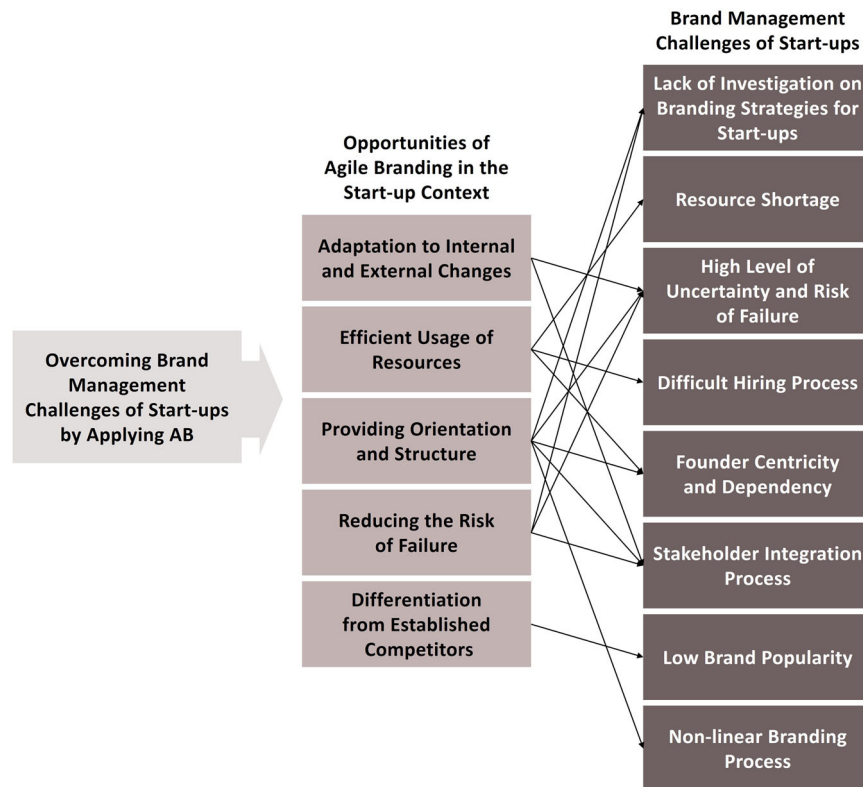 Overcoming Brand
Management
Challenges of Start-ups
by Applying AB
Opportunities of
Agile Branding in the
Start-up Context
Adaptation to Internal
and External Changes
Efficient Usage of
Resources
Providing Orientation
and Structure
Reducing the Risk
of Failure
Differentiation
from Established
Competitors
Brand Management
Challenges of Start-ups
Lack of Investigation on
Branding Strategies for
Start-ups
Resource Shortage
High Level of
Uncertainty and Risk
of Failure
Difficult Hiring Process
Founder Centricity
and Dependency
Stakeholder Integration
Process
Low Brand Popularity
Non-linear Branding
Process